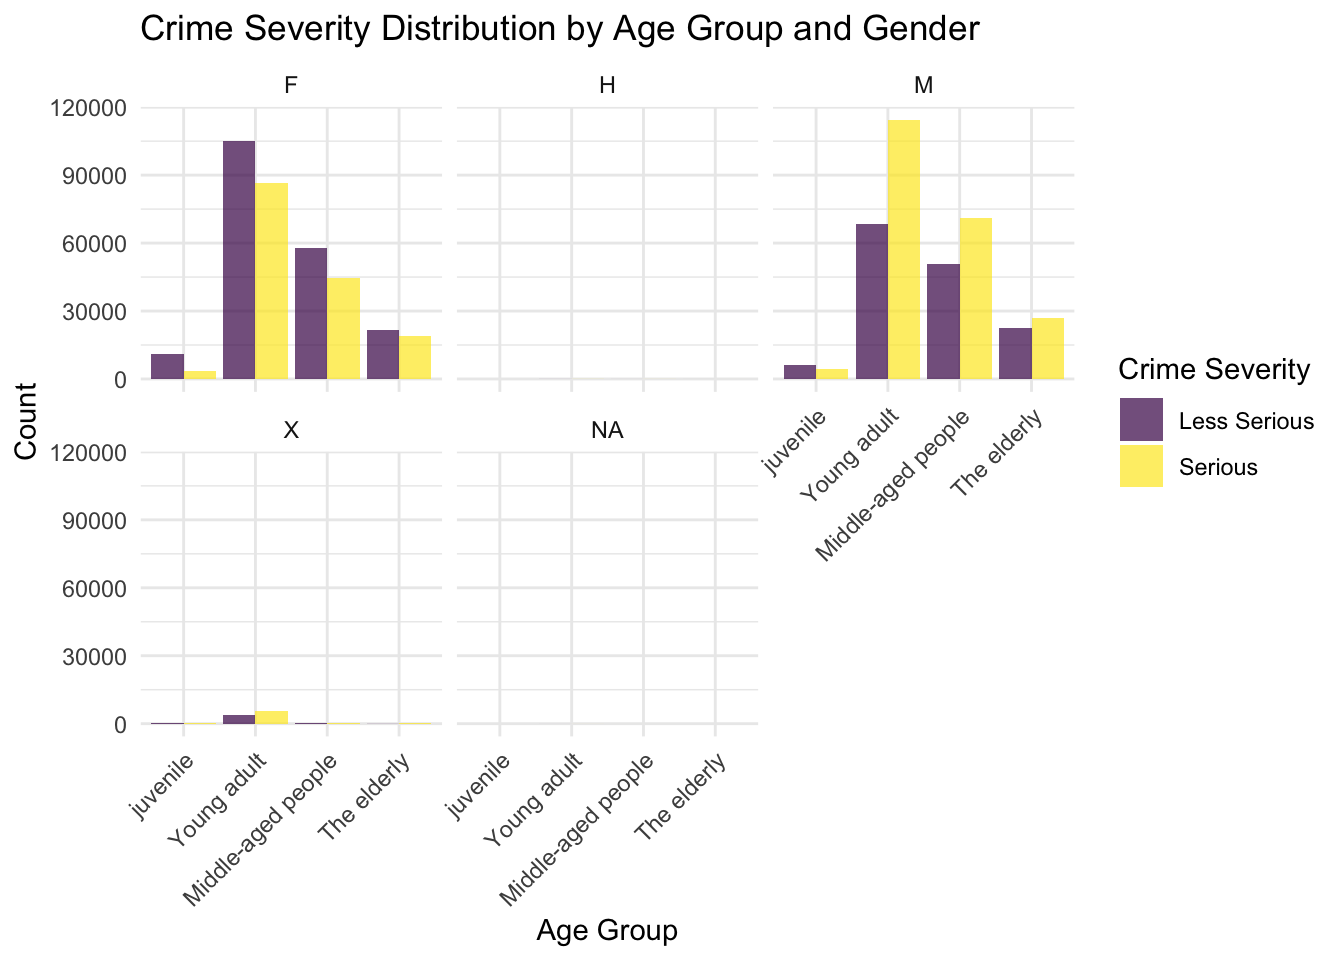 Crime Severity Distribution by Age Group and Gender
F
H
M
120000
90000
60000
30000
0
juvenile
Young adult
Middle-aged people
The elderly
X
NA
120000
90000
60000
30000
0
juvenile
Young adult
Middle-aged people
The elderly
juvenile
Young adult
Middle-aged people
The elderly
Count
Age Group
Crime Severity
Less Serious
Serious